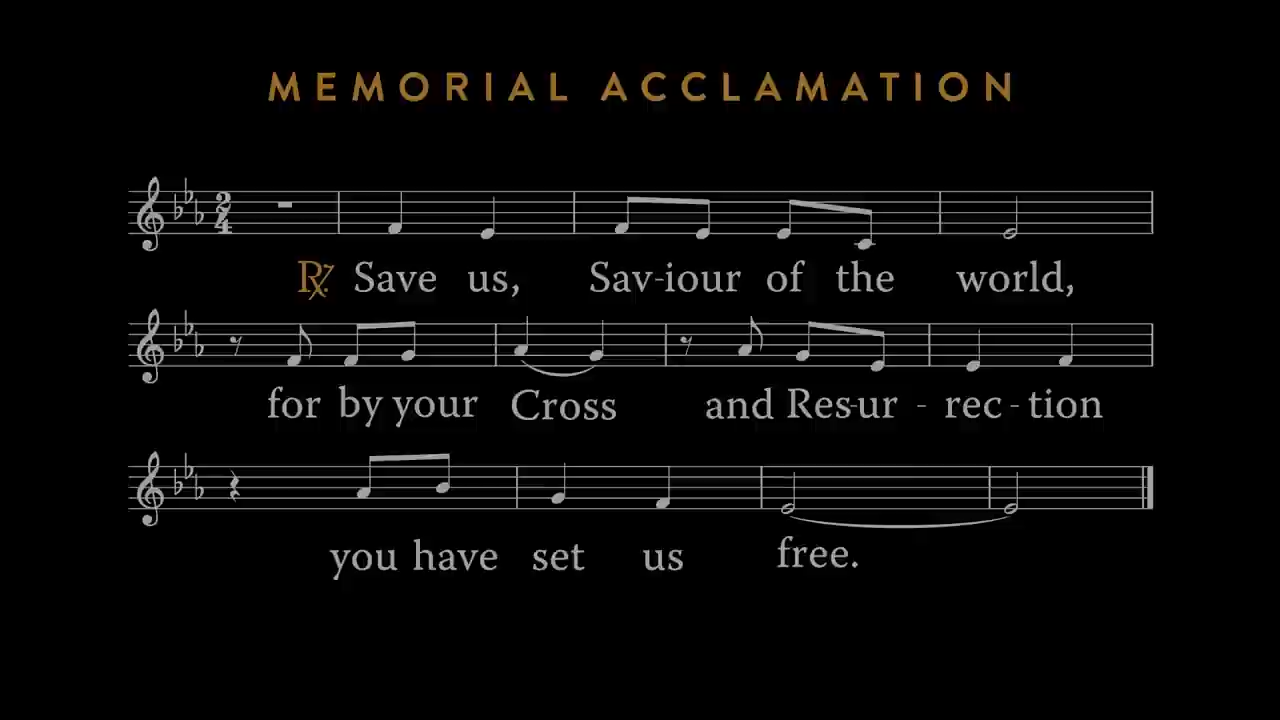 MEMORIAL ACCLAMATION
℟. Save us, Sav-iour of the world,
for by your Cross and Res-ur - rec - tion
you have set us free.